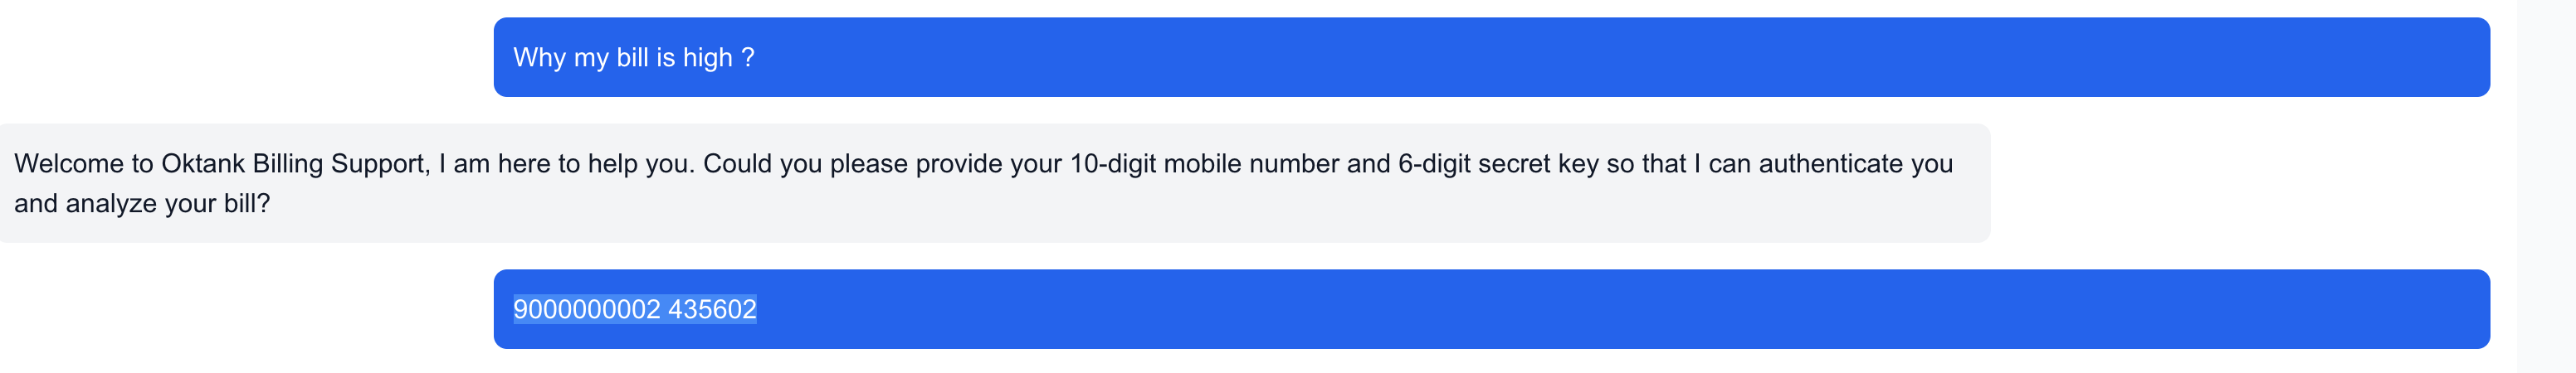 Why my bill is high ?
Welcome to Oktank Billing Support, I am here to help you. Could you please provide your 10-digit mobile number and 6-digit secret key so that I can authenticate you
and analyze your bill?
9000000002 435602